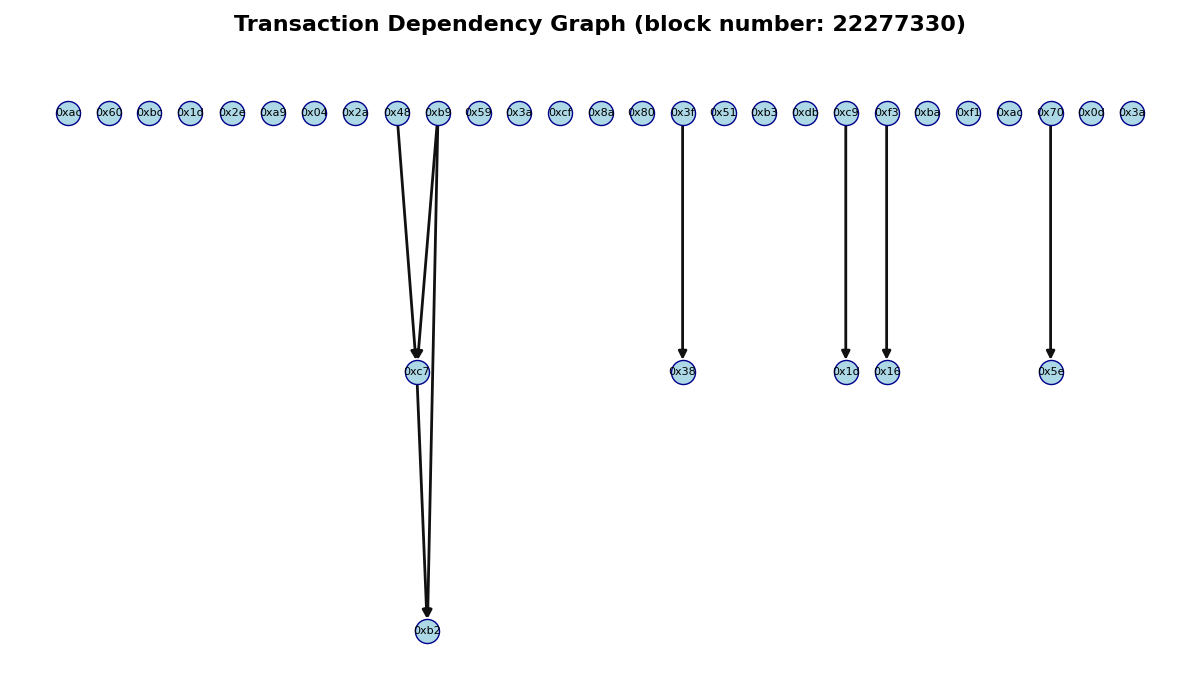 Transaction Dependency Graph (block number: 22277330)
0xac 0x60 0xbc 0x1d 0x2e 0xa9 0x04 0x2a 0x48 0xb9 0x59 0x3a 0xcf 0x8a 0x80 0x3f 0x51 0xb3 0xdb 0xc9 0xf3 0xba 0xf1 0xac 0x70 0x0d 0x3a
0xc7 0x38 0x1d 0x16 0x5e
0xb2